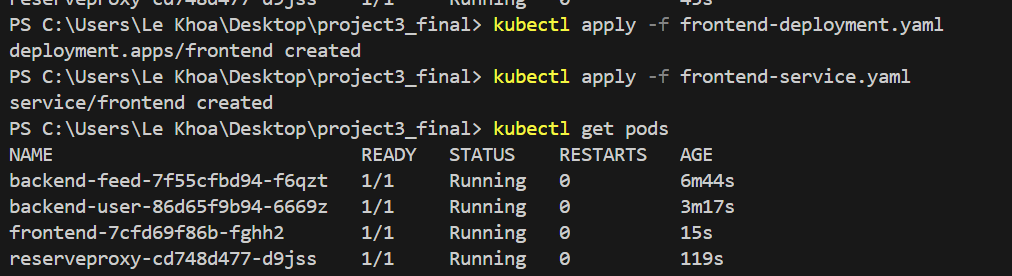 reserveproxy-cd748d477-d9jss   1/1     Running   0          45s
PS C:\Users\Le Khoa\Desktop\project3_final> kubectl apply -f frontend-deployment.yaml
deployment.apps/frontend created
PS C:\Users\Le Khoa\Desktop\project3_final> kubectl apply -f frontend-service.yaml
service/frontend created
PS C:\Users\Le Khoa\Desktop\project3_final> kubectl get pods
NAME                            READY   STATUS    RESTARTS   AGE
backend-feed-7f55cfbd94-f6qzt   1/1     Running   0          6m44s
backend-user-86d65f9b94-6669z   1/1     Running   0          3m17s
frontend-7cfd69f86b-fghh2       1/1     Running   0          15s
reserveproxy-cd748d477-d9jss    1/1     Running   0          119s